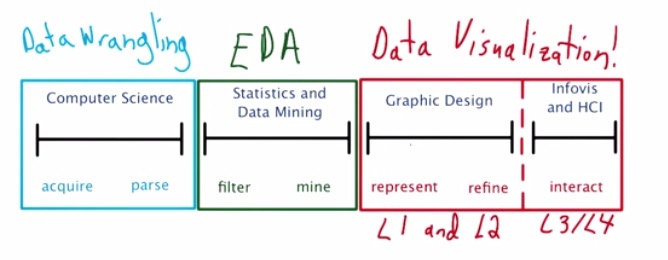 Data Wrangling EDA Data Visualization!
Computer Science Statistics and Data Mining Graphic Design Infovis and HCI
acquire parse filter mine represent refine interact
L1 and L2 L3/L4